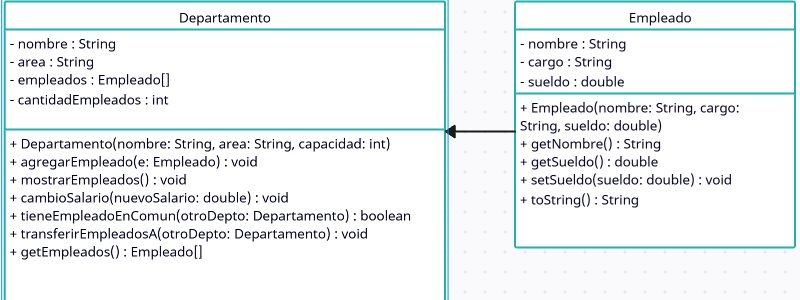 Departamento
- nombre : String
- area : String
- empleados : Empleado[]
- cantidadEmpleados : int
+ Departamento(nombre: String, area: String, capacidad: int)
+ agregarEmpleado(e: Empleado) : void
+ mostrarEmpleados() : void
+ cambioSalario(nuevoSalario: double) : void
+ tieneEmpleadoEnComun(otroDepto: Departamento) : boolean
+ transferirEmpleadosA(otroDepto: Departamento) : void
+ getEmpleados() : Empleado[]
Empleado
- nombre : String
- cargo : String
- sueldo : double
+ Empleado(nombre: String, cargo:
String, sueldo: double)
+ getNombre() : String
+ getSueldo() : double
+ setSueldo(sueldo: double) : void
+ toString() : String